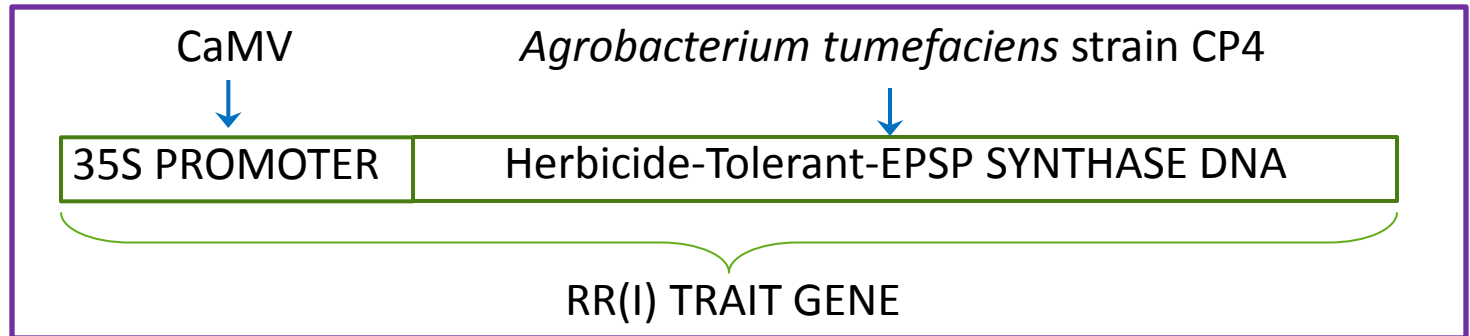 CaMV
Agrobacterium tumefaciens strain CP4
35S PROMOTER
Herbicide-Tolerant-EPSP SYNTHASE DNA
RR(I) TRAIT GENE